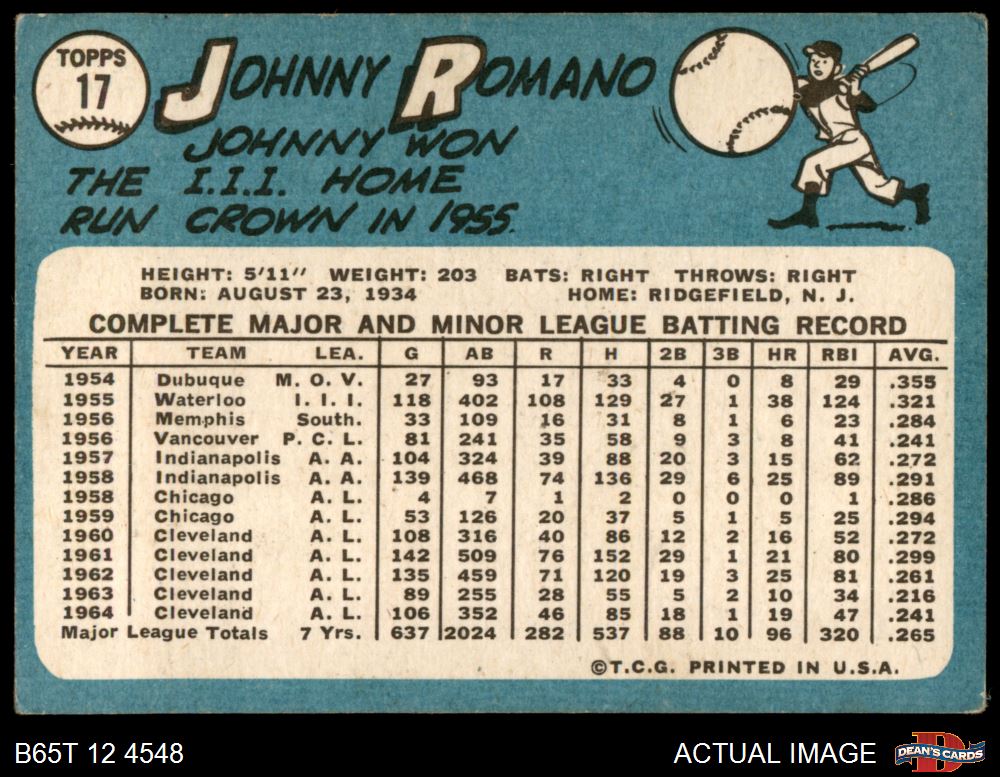 TOPPS
17
JOHNNY ROMANO
JOHNNY WON
THE I.I.I. HOME
RUN CROWN IN 1955.
HEIGHT: 5'11" WEIGHT: 203 BATS: RIGHT THROWS: RIGHT
BORN: AUGUST 23, 1934 HOME: RIDGEFIELD, N. J.
COMPLETE MAJOR AND MINOR LEAGUE BATTING RECORD
YEAR TEAM LEA. G AB R H 2B 3B HR RBI AVG.
1954 Dubuque M. O. V. 27 93 17 33 4 0 8 29 .355
1955 Waterloo I. I. I. 118 402 108 129 27 1 38 124 .321
1956 Memphis South. 33 109 16 31 8 1 6 23 .284
1956 Vancouver P. C. L. 81 241 35 58 9 3 8 41 .241
1957 Indianapolis A. A. 104 324 39 88 20 3 15 62 .272
1958 Indianapolis A. A. 139 468 74 136 29 6 25 89 .291
1958 Chicago A. L. 4 7 1 2 0 0 0 1 .286
1959 Chicago A. L. 53 126 20 37 5 1 5 25 .294
1960 Cleveland A. L. 108 316 40 86 12 2 16 52 .272
1961 Cleveland A. L. 142 509 76 152 29 1 21 80 .299
1962 Cleveland A. L. 135 459 71 120 19 3 25 81 .261
1963 Cleveland A. L. 89 255 28 55 5 2 10 34 .216
1964 Cleveland A. L. 106 352 46 85 18 1 19 47 .241
Major League Totals 7 Yrs. 637 2024 282 537 88 10 96 320 .265
©T.C.G. PRINTED IN U.S.A.
B65T 12 4548 ACTUAL IMAGE D DEAN'S CARDS